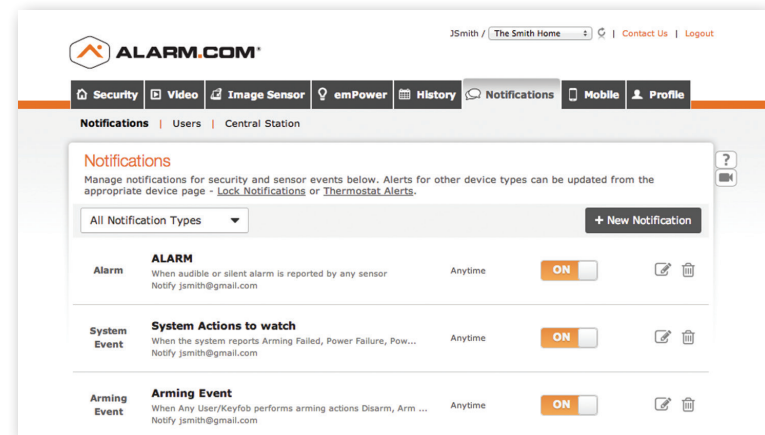 JSmith / The Smith Home | Contact Us | Logout
ALARM.COM
Security Video Image Sensor emPower History Notifications Mobile Profile
Notifications | Users | Central Station
Notifications
?
Manage notifications for security and sensor events below. Alerts for other device types can be updated from the
appropriate device page - Lock Notifications or Thermostat Alerts.
All Notification Types + New Notification
ALARM
Alarm When audible or silent alarm is reported by any sensor Anytime ON
Notify jsmith@gmail.com
System Actions to watch
System Event When the system reports Arming Failed, Power Failure, Pow... Anytime ON
Notify jsmith@gmail.com
Arming Event
Arming Event When Any User/Keyfob performs arming actions Disarm, Arm ... Anytime ON
Notify jsmith@gmail.com